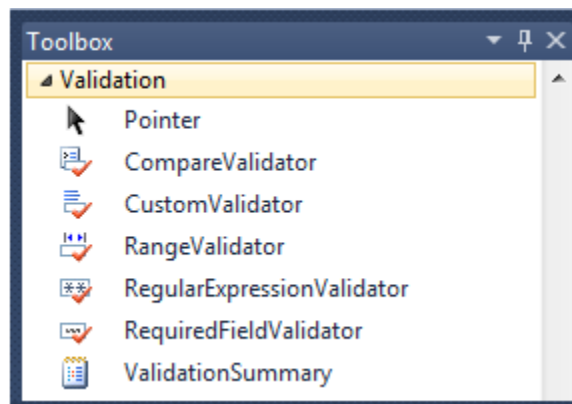 Toolbox
Validation
Pointer
CompareValidator
CustomValidator
RangeValidator
RegularExpressionValidator
RequiredFieldValidator
ValidationSummary